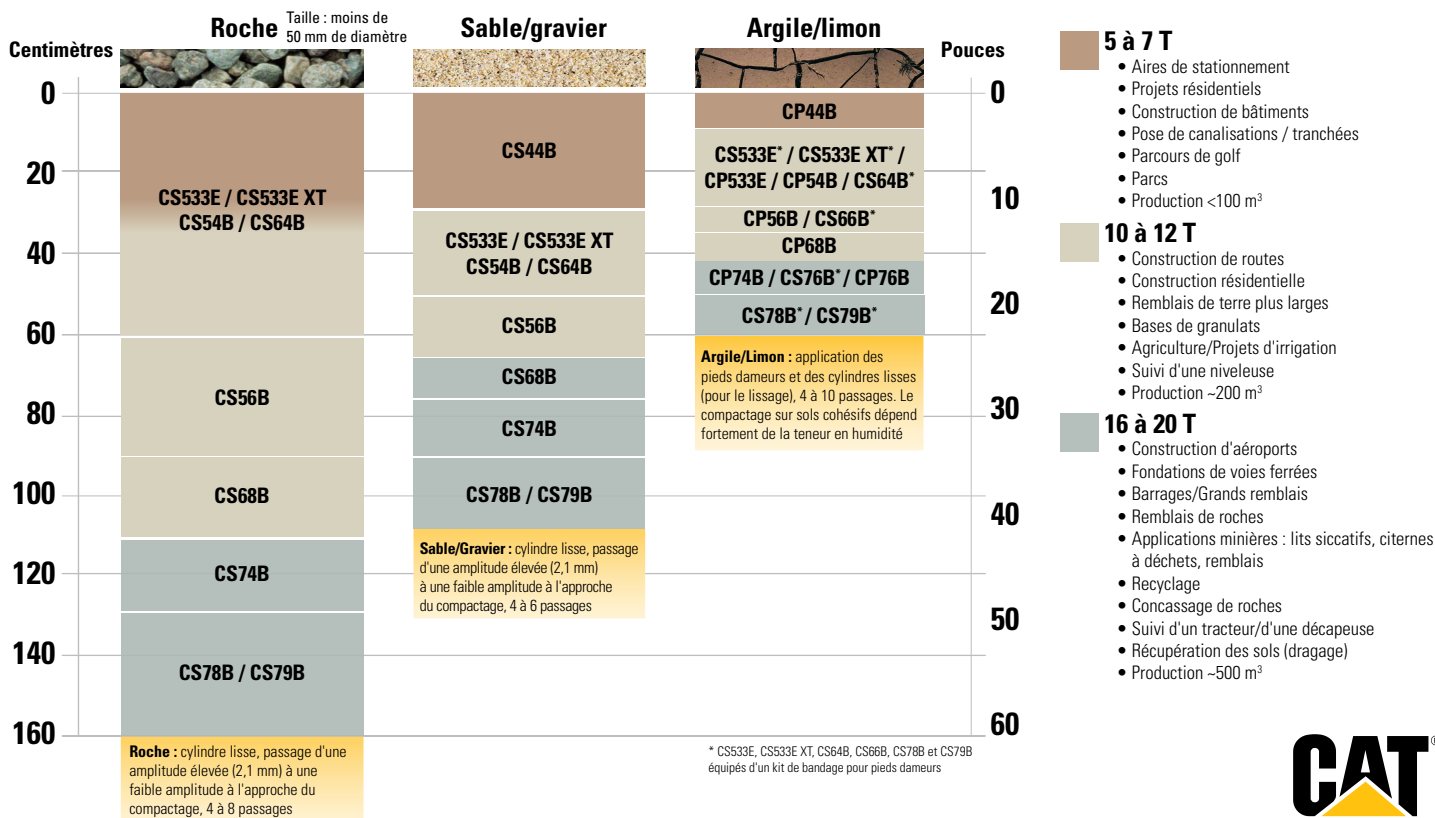 Roche
Taille : moins de
50 mm de diamètre
Sable/gravier
Argile/limon
Centimètres
Pouces
0
20
40
60
80
100
120
140
160
CS533E / CS533E XT
CS54B / CS64B
CS56B
CS68B
CS74B
CS78B / CS79B
Roche : cylindre lisse, passage d'une
amplitude élevée (2,1 mm) à une
faible amplitude à l'approche du
compactage, 4 à 8 passages
CS44B
CS533E / CS533E XT
CS54B / CS64B
CS56B
CS68B
CS74B
CS78B / CS79B
Sable/Gravier : cylindre lisse, passage
d'une amplitude élevée (2,1 mm)
à une faible amplitude à l'approche
du compactage, 4 à 6 passages
CP44B
CS533E* / CS533E XT* /
CP533E / CP54B / CS64B*
CP56B / CS66B*
CP68B
CP74B / CS76B* / CP76B
CS78B* / CS79B*
Argile/Limon : application des
pieds dameurs et des cylindres lisses
(pour le lissage), 4 à 10 passages. Le
compactage sur sols cohésifs dépend
fortement de la teneur en humidité
* CS533E, CS533E XT, CS64B, CS66B, CS78B et CS79B
équipés d'un kit de bandage pour pieds dameurs
0
10
20
30
40
50
60
5 à 7 T
• Aires de stationnement
• Projets résidentiels
• Construction de bâtiments
• Pose de canalisations / tranchées
• Parcours de golf
• Parcs
• Production <100 m³
10 à 12 T
• Construction de routes
• Construction résidentielle
• Remblais de terre plus larges
• Bases de granulats
• Agriculture/Projets d'irrigation
• Suivi d'une niveleuse
• Production ~200 m³
16 à 20 T
• Construction d'aéroports
• Fondations de voies ferrées
• Barrages/Grands remblais
• Remblais de roches
• Applications minières : lits siccatifs, citernes
à déchets, remblais
• Recyclage
• Concassage de roches
• Suivi d'un tracteur/d'une décapeuse
• Récupération des sols (dragage)
• Production ~500 m³
CAT®